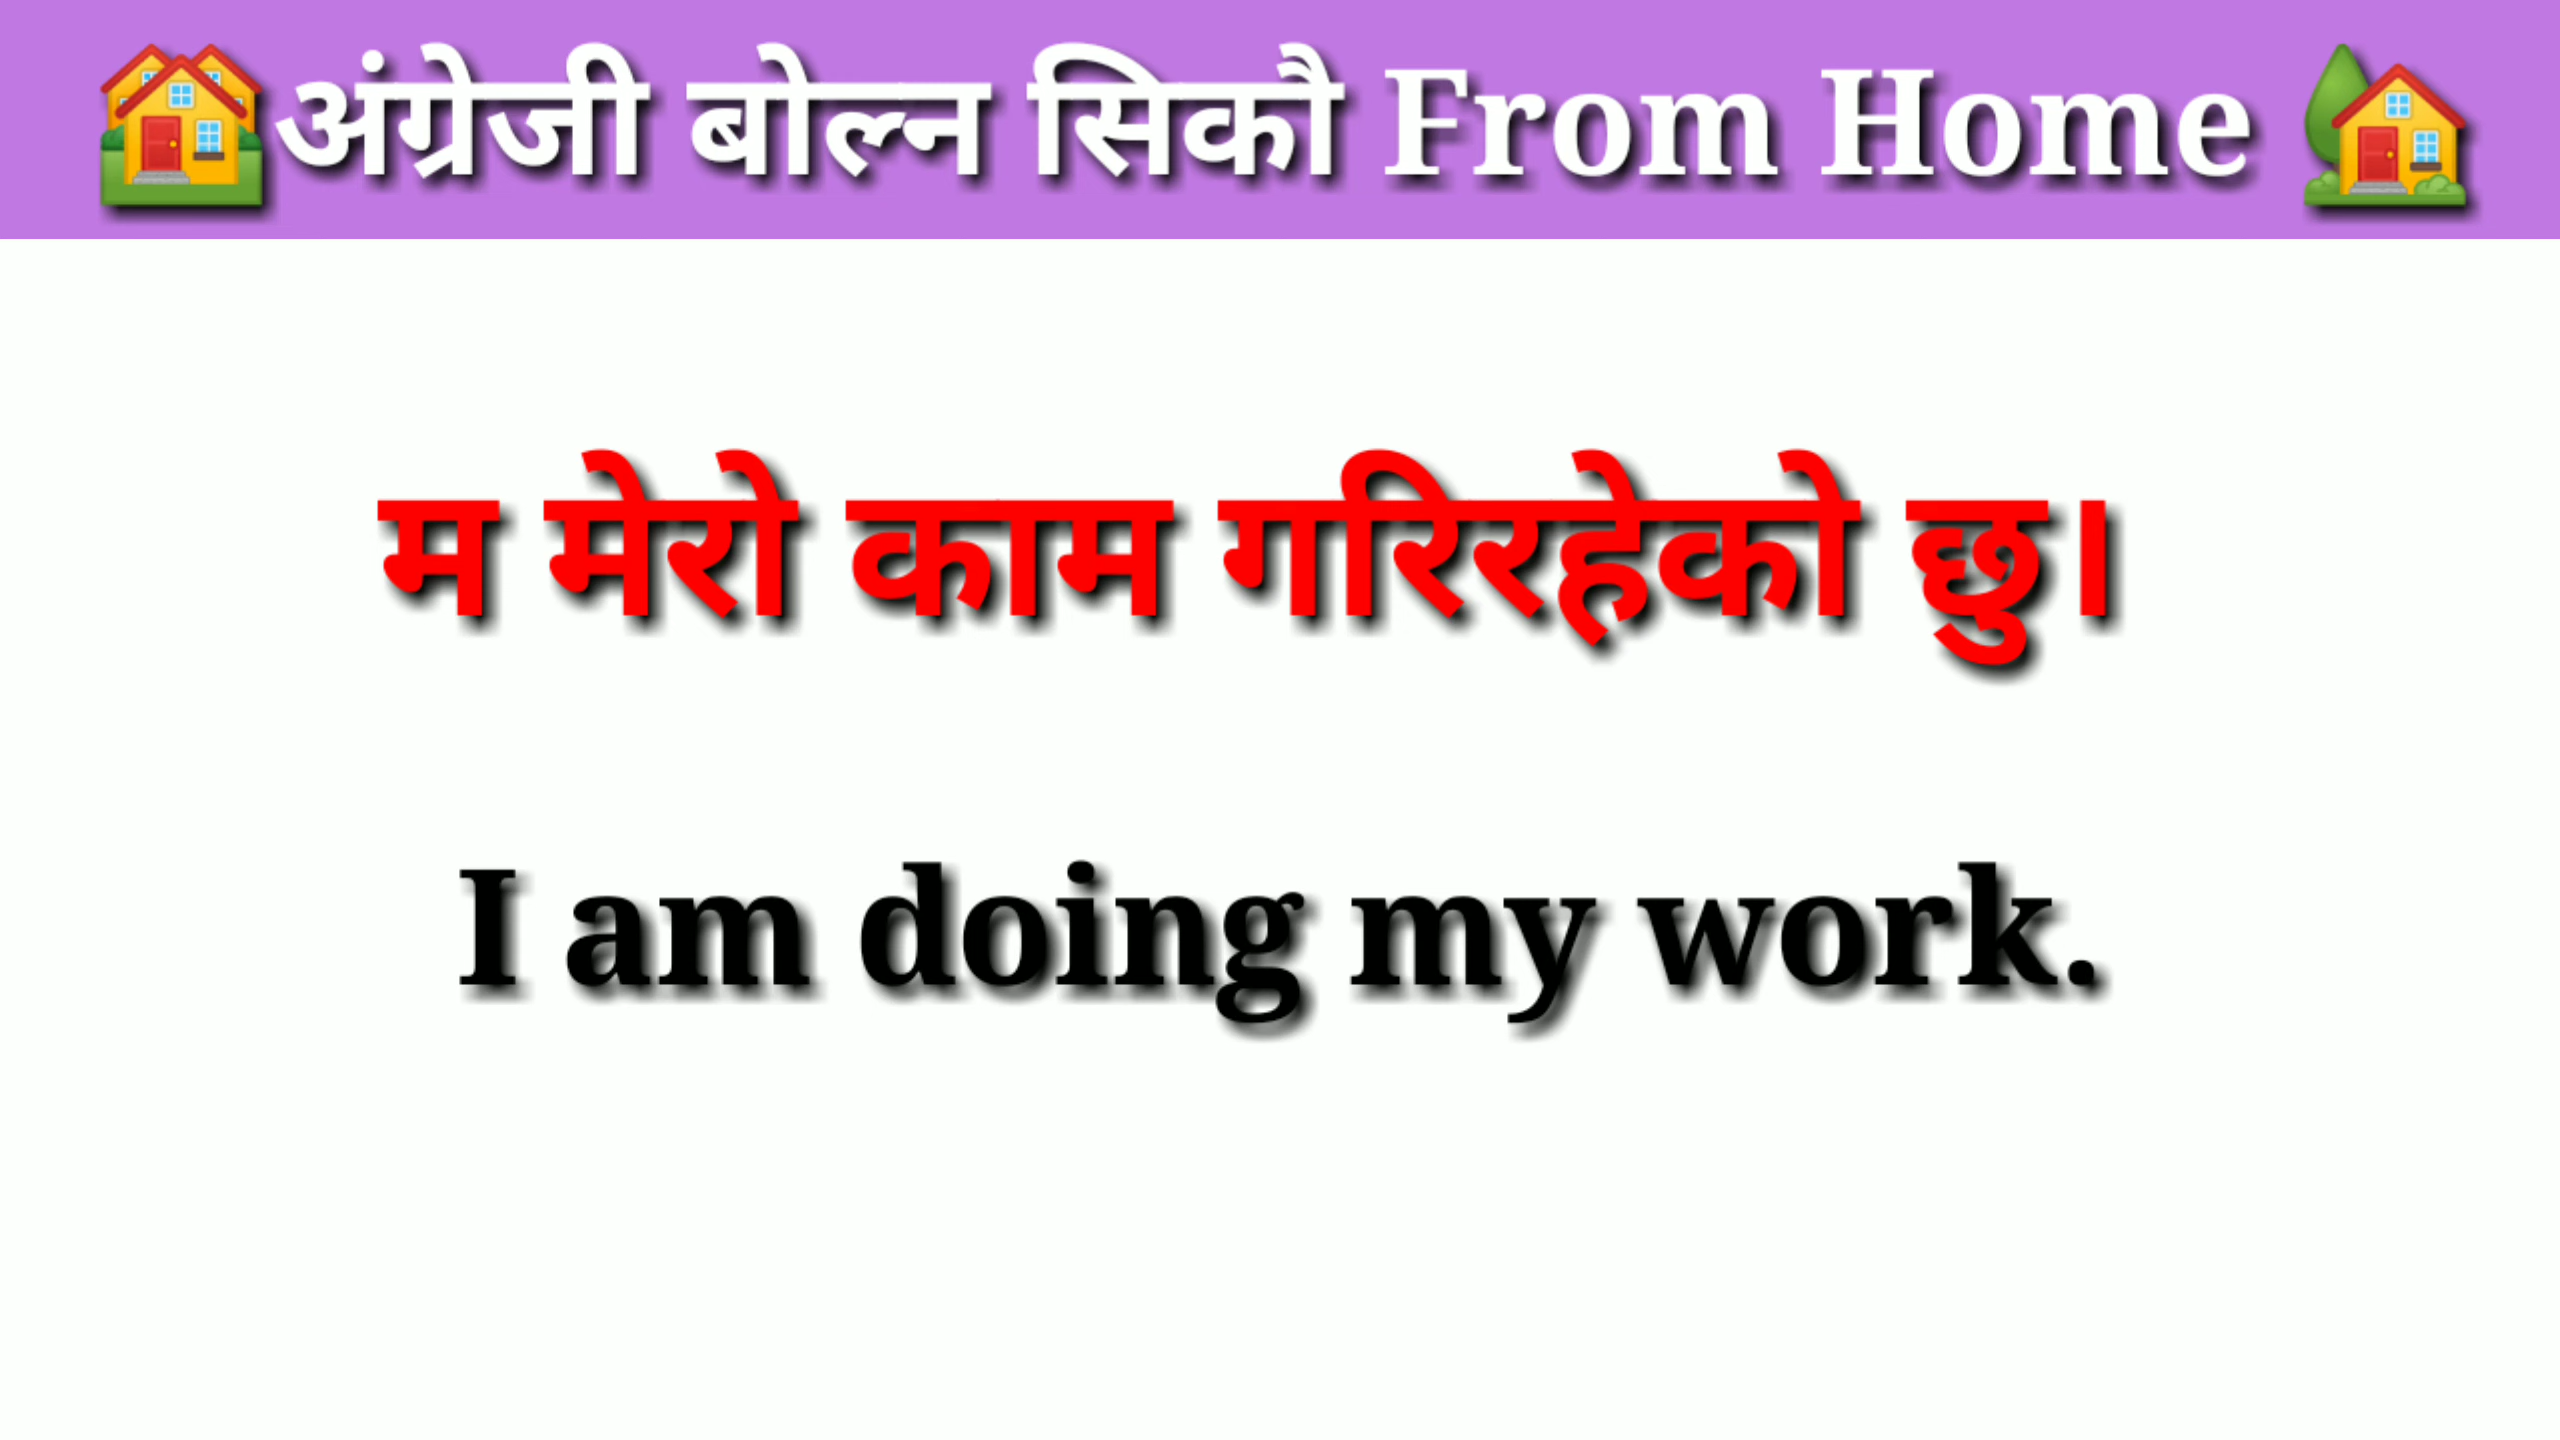 अंग्रेजी बोल्न सिकौ From Home
म मेरो काम गरिरहेको छु।
I am doing my work.